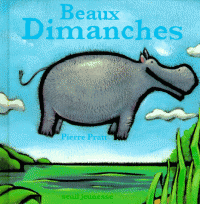 Beaux
Dimanches
Pierre Pratt
seuil jeunesse